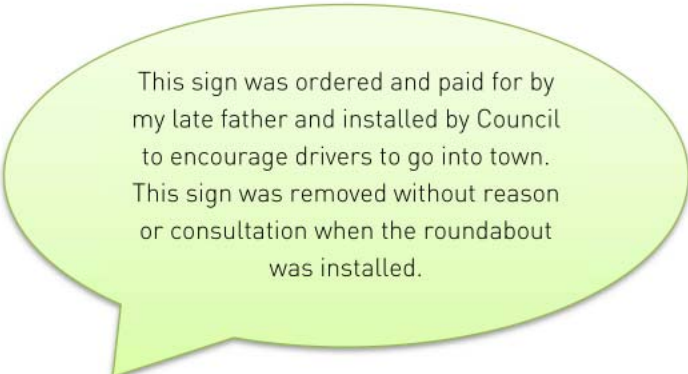 This sign was ordered and paid for by
my late father and installed by Council
to encourage drivers to go into town.
This sign was removed without reason
or consultation when the roundabout
was installed.